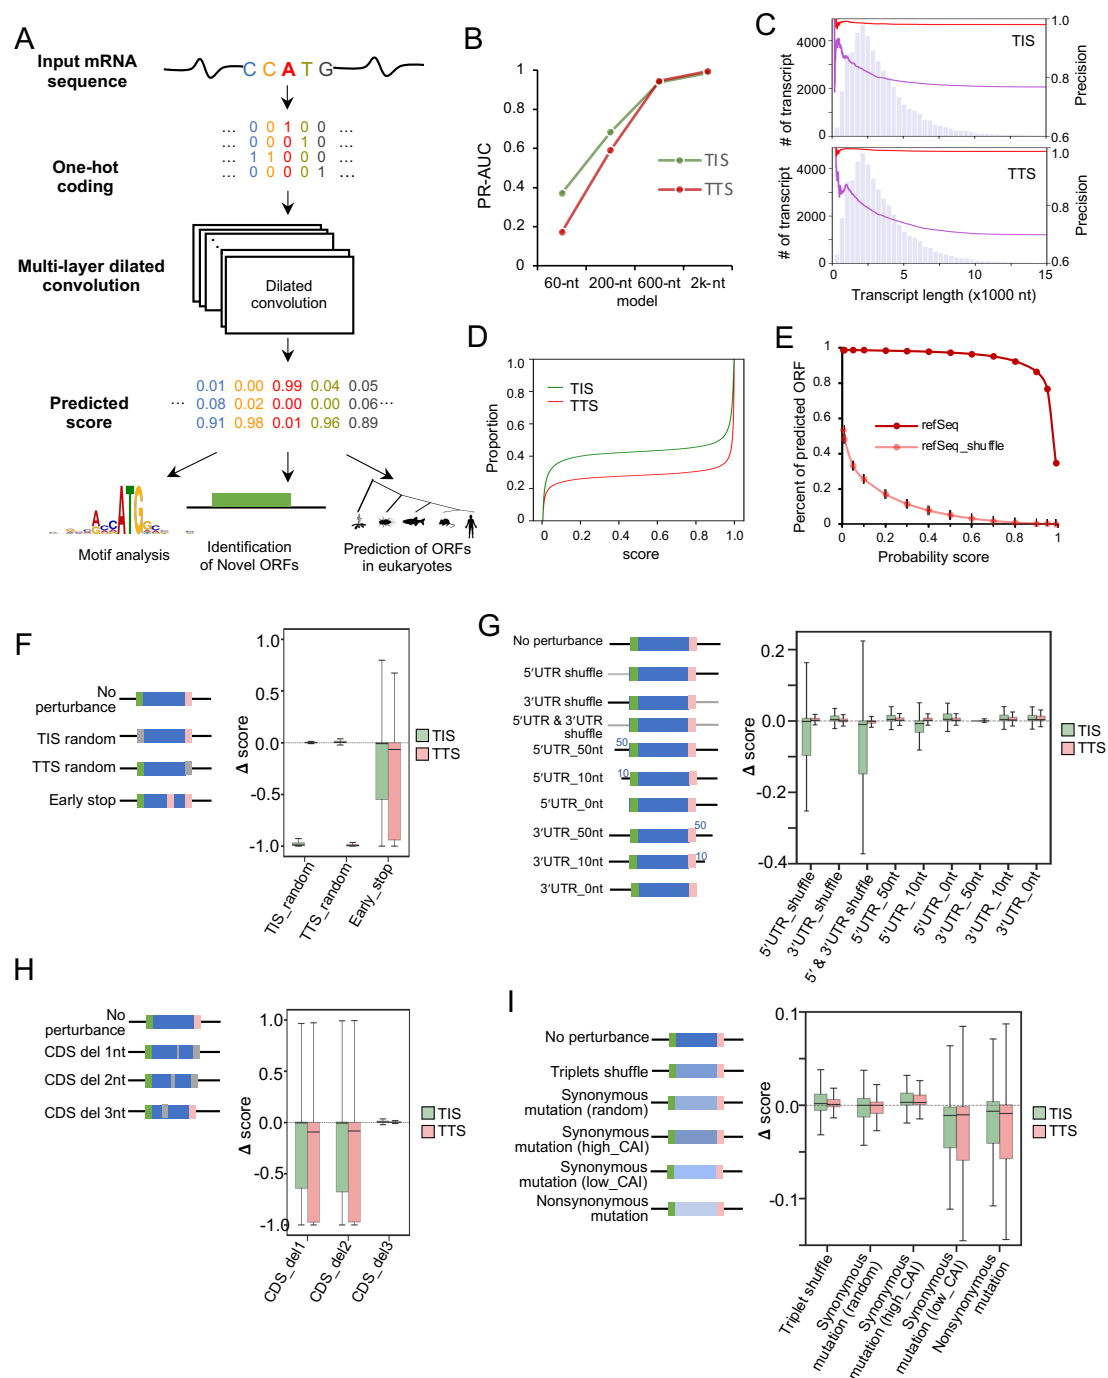 A
Input mRNA
sequence
C C A T G
... 0 0 1 0 0 ...
... 0 0 0 1 0 ...
... 1 1 0 0 0 ...
... 0 0 0 0 1 ...
One-hot
coding
Multi-layer dilated
convolution
Dilated
convolution
Predicted
score
0.01 0.00 0.99 0.04 0.05
... 0.08 0.02 0.00 0.00 0.06...
0.91 0.98 0.01 0.96 0.89
ATG
Motif analysis
Identification
of Novel ORFs
Prediction of ORFs
in eukaryotes
B
PR-AUC
1
0.8
0.6
0.4
0.2
0
TIS
TTS
60-nt 200-nt 600-nt 2k-nt
model
C
TIS
# of transcript
4000
2000
0
1.0
0.8
0.6
Precision
TTS
# of transcript
4000
2000
0
1.0
0.8
0.6
Precision
0 5 10 15
Transcript length (x1000 nt)
D
Proportion
1.0
0.8
0.6
0.4
0.2
0
TIS
TTS
0 0.2 0.4 0.6 0.8 1.0
score
E
Percent of predicted ORF
1
0.8
0.6
0.4
0.2
0
refSeq
refSeq_shuffle
0 0.2 0.4 0.6 0.8 1
Probability score
F
No
perturbance
TIS random
TTS random
Early stop
Δ score
1.0
0.5
0.0
-0.5
-1.0
TIS
TTS
TIS_random
TTS_random
Early_stop
G
No perturbance
5′UTR shuffle
3′UTR shuffle
5′UTR & 3′UTR
shuffle
5′UTR_50nt
50
5′UTR_10nt
10
5′UTR_0nt
3′UTR_50nt
50
3′UTR_10nt
10
3′UTR_0nt
Δ score
0.2
0.0
-0.2
-0.4
TIS
TTS
5′UTR_shuffle
3′UTR_shuffle
5′ & 3′UTR shuffle
5′UTR_50nt
5′UTR_10nt
5′UTR_0nt
3′UTR_50nt
3′UTR_10nt
3′UTR_0nt
H
No
perturbance
CDS del 1nt
CDS del 2nt
CDS del 3nt
Δ score
1.0
0.5
0.0
-0.5
-1.0
TIS
TTS
CDS_del1
CDS_del2
CDS_del3
I
No perturbance
Triplets shuffle
Synonymous
mutation (random)
Synonymous
mutation (high_CAI)
Synonymous
mutation (low_CAI)
Nonsynonymous
mutation
Δ score
0.1
0.0
-0.1
TIS
TTS
Triplet shuffle
Synonymous
mutation (random)
Synonymous
mutation (high_CAI)
Synonymous
mutation (low_CAI)
Nonsynonymous
mutation